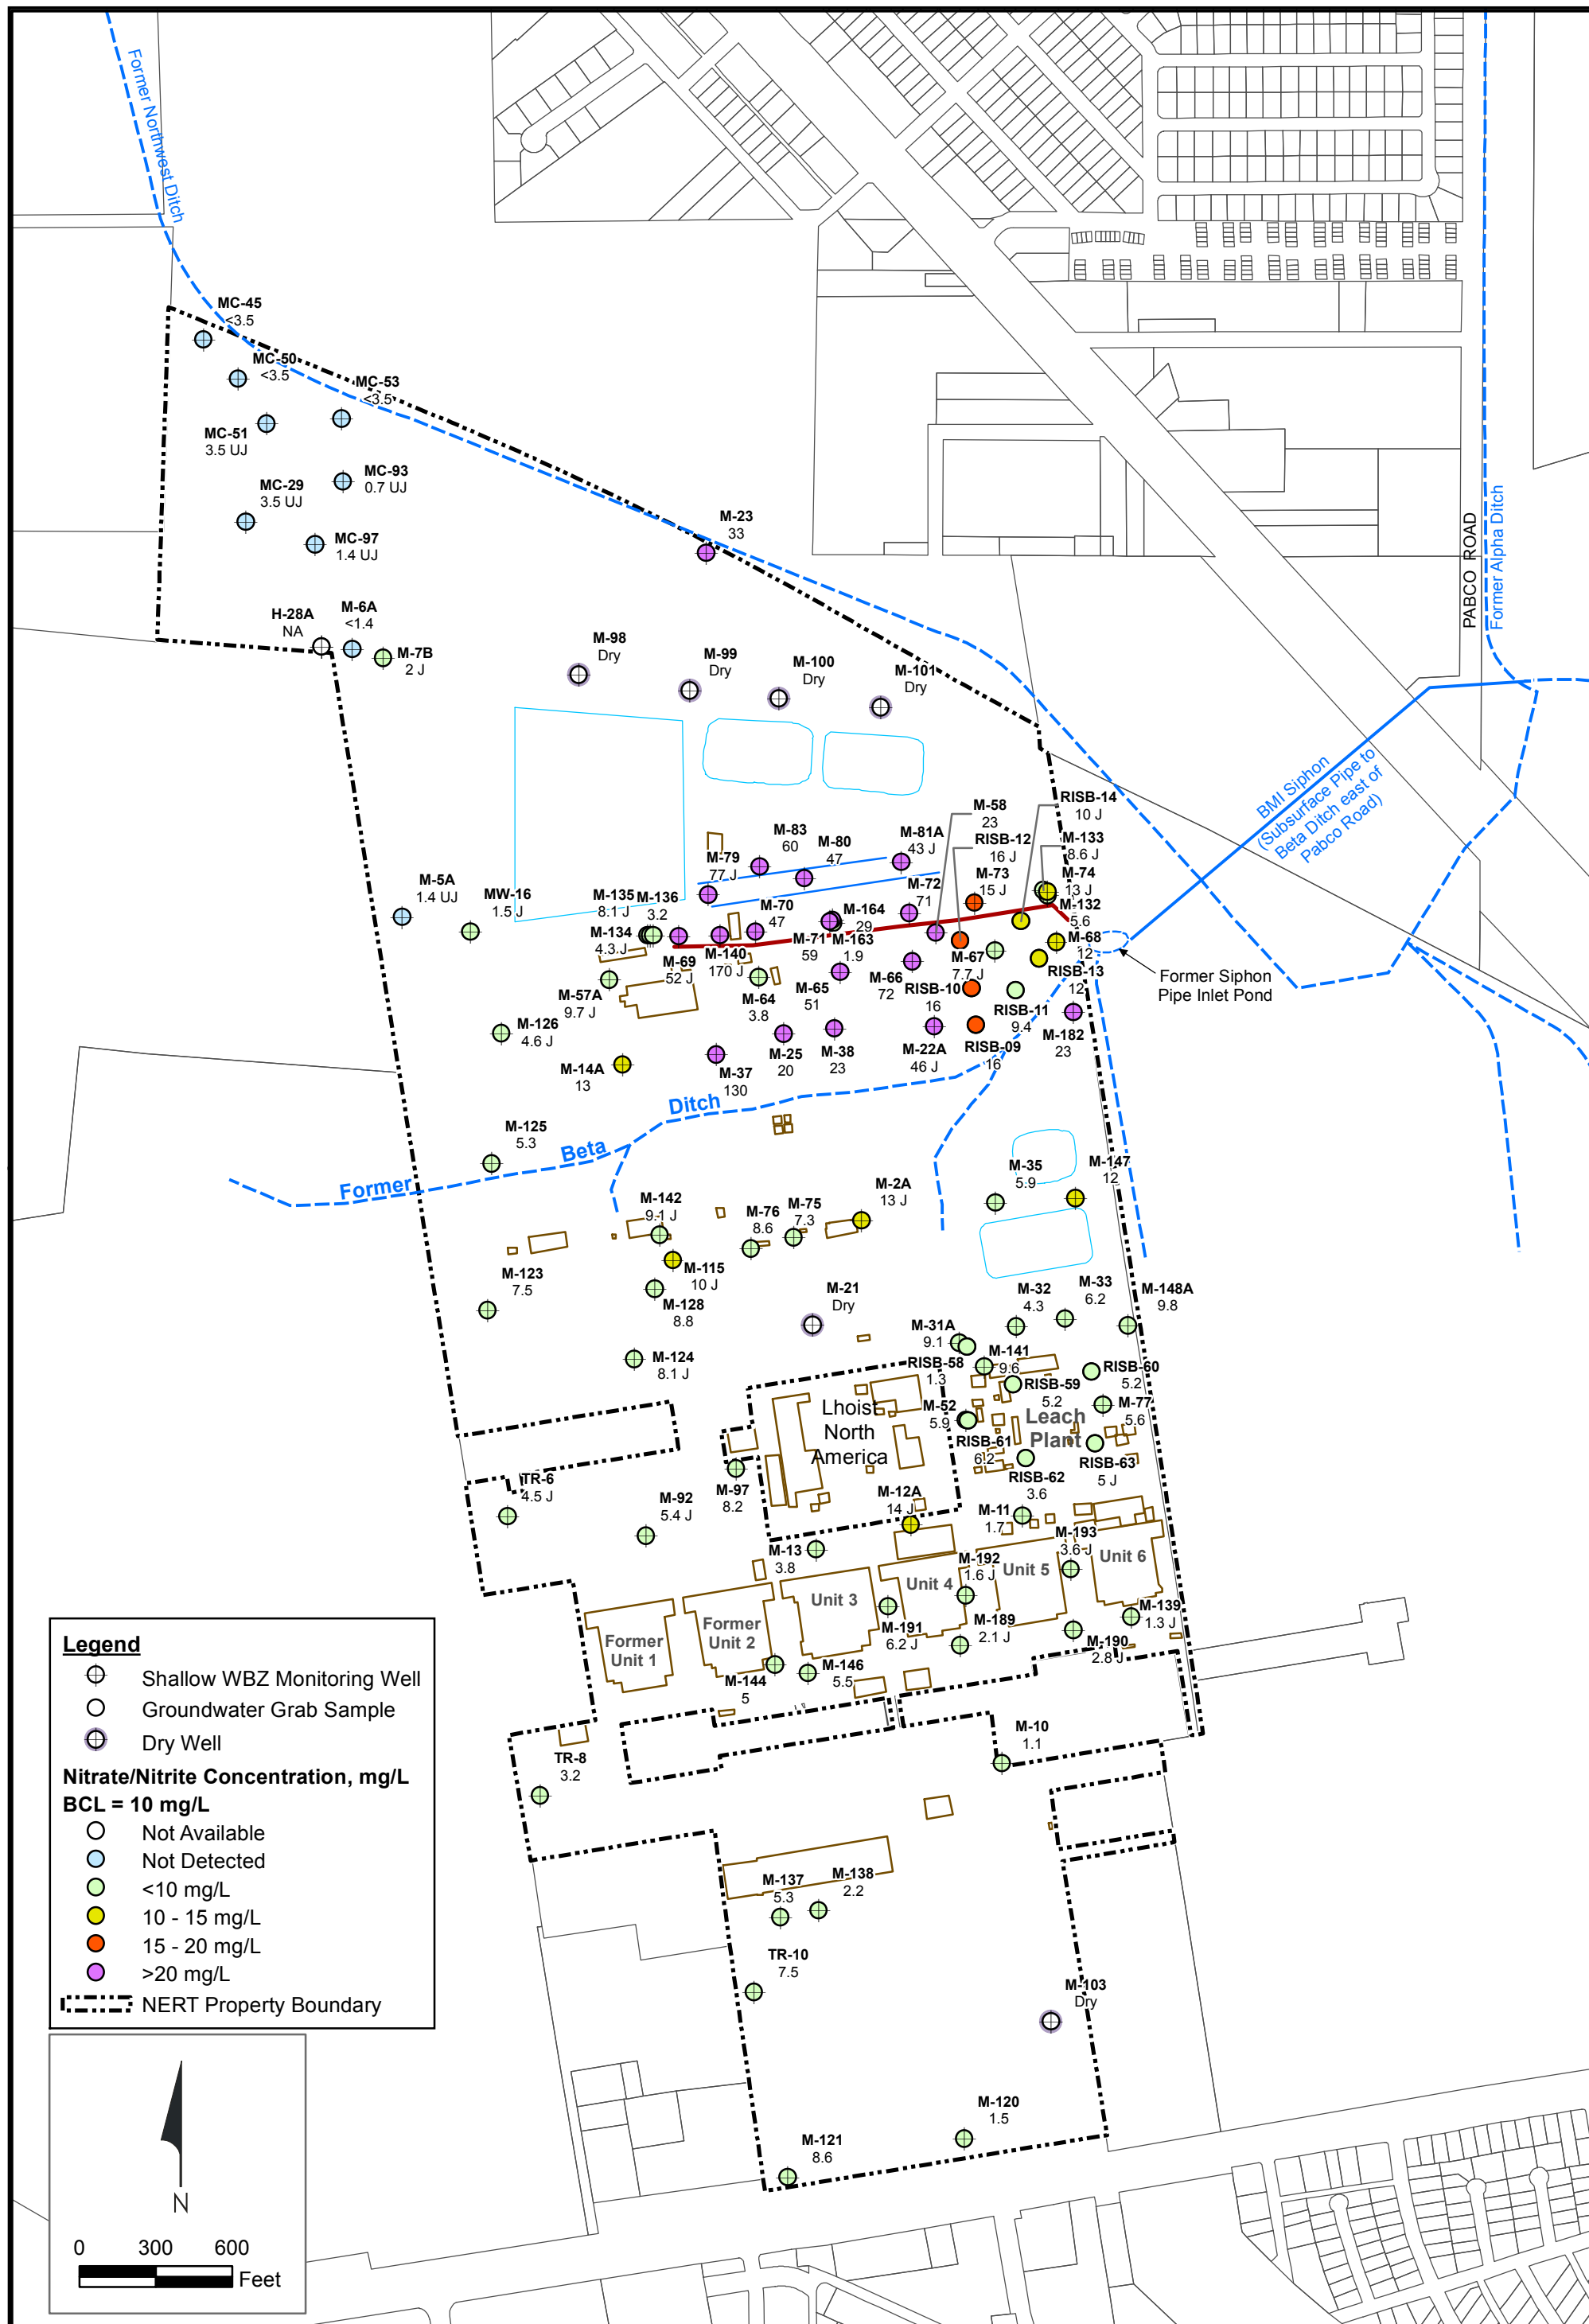 Former Northwest Ditch
MC-45
<3.5
MC-50
<3.5
MC-53
<3.5
MC-51
3.5 UJ
MC-93
0.7 UJ
MC-29
3.5 UJ
MC-97
1.4 UJ
M-23
33
PABCO ROAD
Former Alpha Ditch
H-28A
NA
M-6A
<1.4
M-7B
2 J
M-98
Dry
M-99
Dry
M-100
Dry
M-101
Dry
BMI Siphon
(Subsurface Pipe to
Beta Ditch east of
Pabco Road)
M-58
23
RISB-14
10 J
M-83
60
M-80
47
M-81A
43 J
RISB-12
16 J
M-133
8.6 J
M-79
77 J
M-73
15 J
M-74
13 J
M-5A
1.4 UJ
MW-16
1.5 J
M-135
8.1 J
M-136
3.2
M-70
47
M-164
29
M-72
71
M-132
5.6
M-134
4.3 J
M-69
52 J
M-140
170 J
M-71
59
M-163
1.9
M-67
7.7 J
M-68
12
M-57A
9.7 J
M-64
3.8
M-65
51
M-66
72
RISB-10
16
RISB-13
12
Former Siphon
Pipe Inlet Pond
M-126
4.6 J
RISB-11
9.4
M-182
23
M-14A
13
M-37
130
M-25
20
M-38
23
M-22A
46 J
RISB-09
16
Former Beta Ditch
M-125
5.3
M-142
9.1 J
M-76
8.6
M-75
7.3
M-2A
13 J
M-35
5.9
M-147
12
M-123
7.5
M-115
10 J
M-128
8.8
M-21
Dry
M-32
4.3
M-33
6.2
M-148A
9.8
M-124
8.1 J
M-31A
9.1
RISB-58
1.3
M-141
9.6
RISB-59
5.2
RISB-60
5.2
Lhoist
North
America
M-52
5.9
Leach
Plant
M-77
5.6
RISB-61
6.2
RISB-62
3.6
RISB-63
5 J
TR-6
4.5 J
M-92
5.4 J
M-97
8.2
M-12A
14 J
M-11
1.7
M-13
3.8
M-192
1.6 J
M-193
3.6 J
Former
Unit 1
Former
Unit 2
Unit 3
Unit 4
Unit 5
Unit 6
M-191
6.2 J
M-189
2.1 J
M-190
2.8 J
M-139
1.3 J
M-144
5
M-146
5.5
TR-8
3.2
M-10
1.1
M-137
5.3
M-138
2.2
TR-10
7.5
M-103
Dry
M-120
1.5
M-121
8.6
Legend
Shallow WBZ Monitoring Well
Groundwater Grab Sample
Dry Well
Nitrate/Nitrite Concentration, mg/L
BCL = 10 mg/L
Not Available
Not Detected
<10 mg/L
10 - 15 mg/L
15 - 20 mg/L
>20 mg/L
NERT Property Boundary
N
0 300 600
Feet